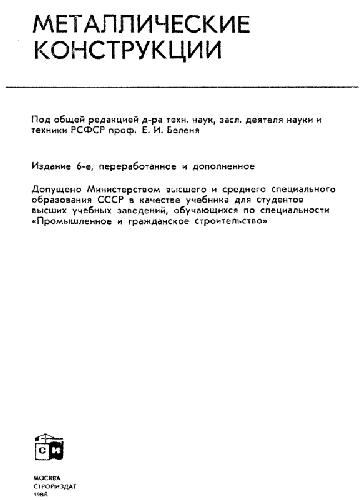 МЕТАЛЛИЧЕСКИЕ
КОНСТРУКЦИИ
Под общей редакцией д-ра техн. наук, засл. деятеля науки и
техники РСФСР проф. Е. И. Беленя
Издание 6-е, переработанное и дополненное
Допущено Министерством высшего и среднего специального
образования СССР в качестве учебника для студентов
высших учебных заведений, обучающихся по специальности
«Промышленное и гражданское строительство»
С И
МОСКВА
СТРОЙИЗДАТ